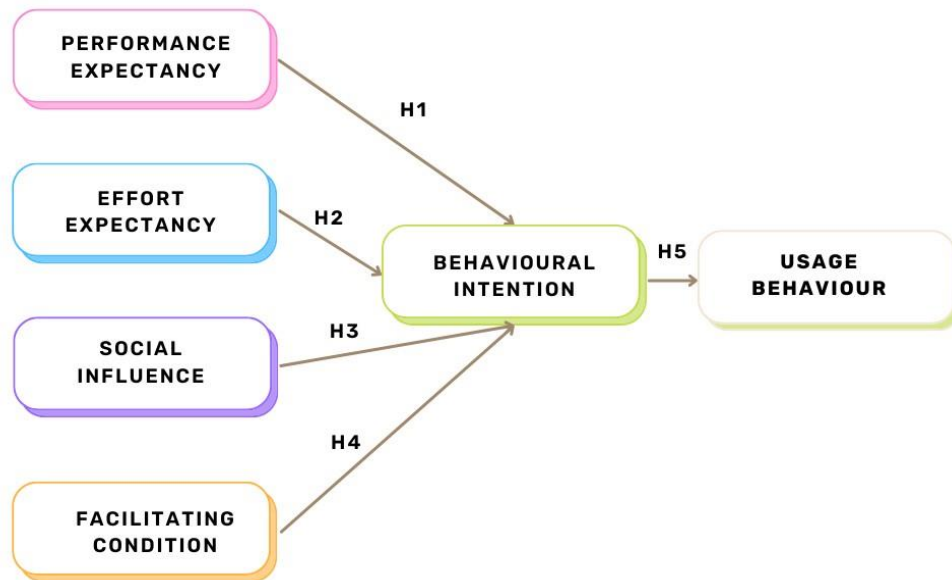 PERFORMANCE
EXPECTANCY
H1
EFFORT
EXPECTANCY
H2
BEHAVIOURAL
INTENTION
H5
USAGE
BEHAVIOUR
SOCIAL
INFLUENCE
H3
H4
FACILITATING
CONDITION